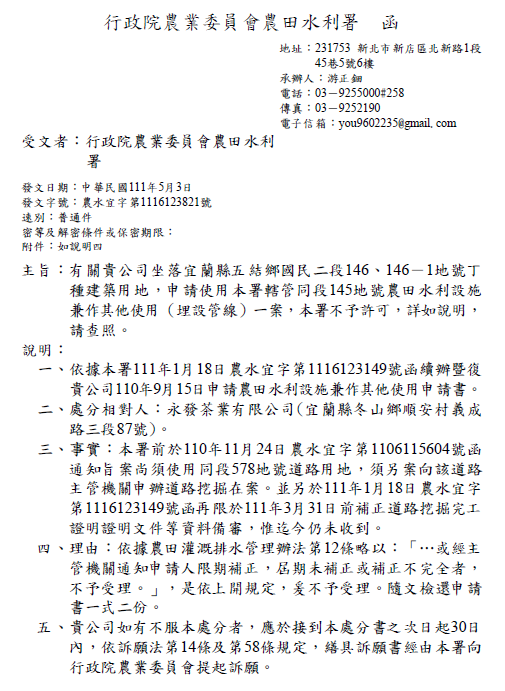 行政院農業委員會農田水利署　函
地址：231753 新北市新店區北新路1段
45巷5號6樓
承辦人：游正鈿
電話：03－9255000#258
傳真：03－9252190
電子信箱：you9602235@gmail.com
受文者：行政院農業委員會農田水利
署
發文日期：中華民國111年5月3日
發文字號：農水宜字第1116123821號
速別：普通件
密等及解密條件或保密期限：
附件：如說明四
主旨：有關貴公司坐落宜蘭縣五結鄉國民二段146、146－1地號丁
種建築用地，申請使用本署轄管同段145地號農田水利設施
兼作其他使用（埋設管線）一案，本署不予許可，詳如說明，
請查照。
說明：
一、依據本署111年1月18日農水宜字第1116123149號函續辦暨復
貴公司110年9月15日申請農田水利設施兼作其他使用申請書。
二、處分相對人：永發茶業有限公司(宜蘭縣冬山鄉順安村義成
路三段87號)。
三、事實：本署前於110年11月24日農水宜字第1106115604號函
通知旨案尚須使用同段578地號道路用地，須另案向該道路
主管機關申辦道路挖掘在案。並另於111年1月18日農水宜字
第1116123149號函再限於111年3月31日前補正道路挖掘完工
證明證明文件等資料備審，惟迄今仍未收到。
四、理由：依據農田灌溉排水管理辦法第12條略以：「…或經主
管機關通知申請人限期補正，屆期未補正或補正不完全者，
不予受理。」，是依上開規定，爰不予受理。隨文檢還申請
書一式二份。
五、貴公司如有不服本處分者，應於接到本處分書之次日起30日
內，依訴願法第14條及第58條規定，繕具訴願書經由本署向
行政院農業委員會提起訴願。